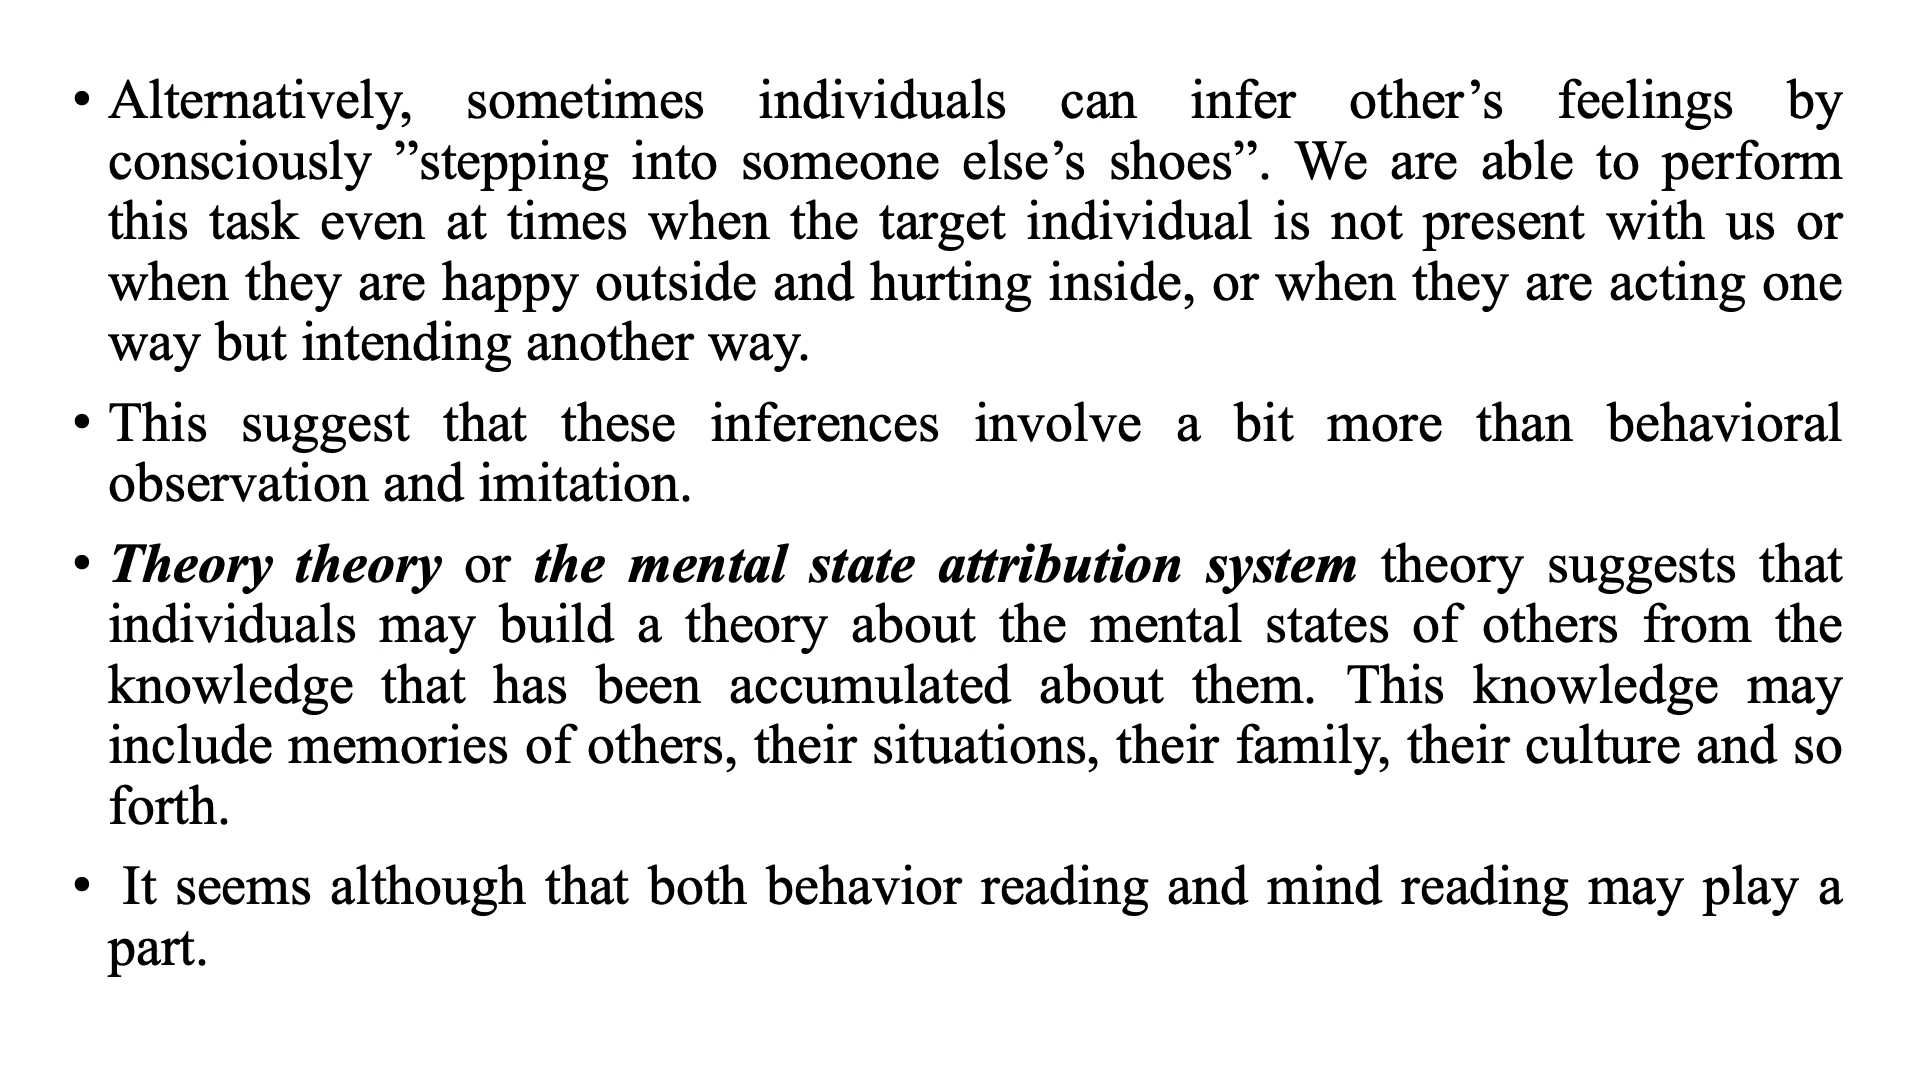 • Alternatively, sometimes individuals can infer other’s feelings by
consciously ”stepping into someone else’s shoes”. We are able to perform
this task even at times when the target individual is not present with us or
when they are happy outside and hurting inside, or when they are acting one
way but intending another way.
• This suggest that these inferences involve a bit more than behavioral
observation and imitation.
• Theory theory or the mental state attribution system theory suggests that
individuals may build a theory about the mental states of others from the
knowledge that has been accumulated about them. This knowledge may
include memories of others, their situations, their family, their culture and so
forth.
• It seems although that both behavior reading and mind reading may play a
part.